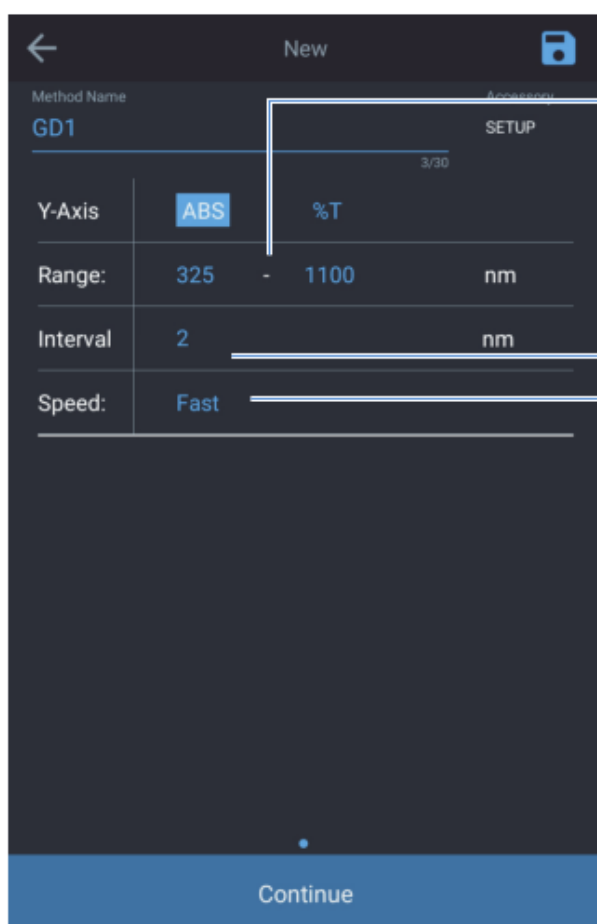 New
Method Name
Accessory
GD1
SETUP
3/30
Y-Axis ABS %T
Range: 325 - 1100 nm
Interval 2 nm
Speed: Fast
Continue